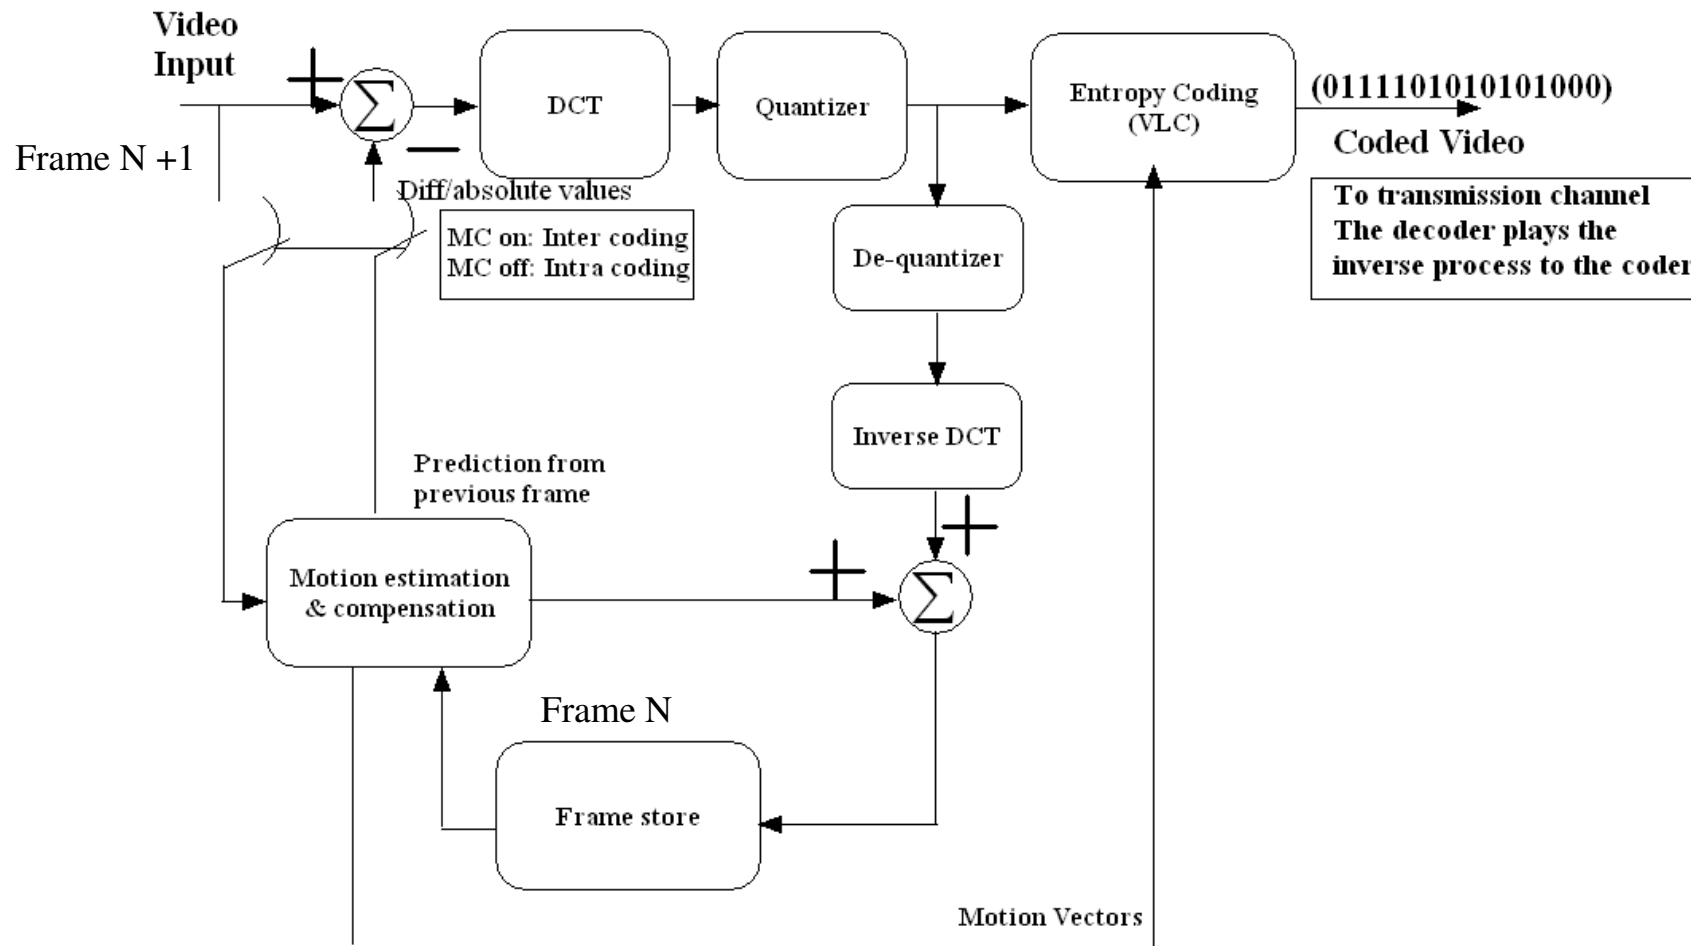 Video
Input
+
Σ
DCT
Quantizer
Entropy Coding
(VLC)
(0111101010101000)
Coded Video
Frame N +1
−
Diff/absolute values
MC on: Inter coding
MC off: Intra coding
To transmission channel
The decoder plays the
inverse process to the coder
De-quantizer
Inverse DCT
Prediction from
previous frame
+
+
Motion estimation
& compensation
Σ
Frame N
Frame store
Motion Vectors